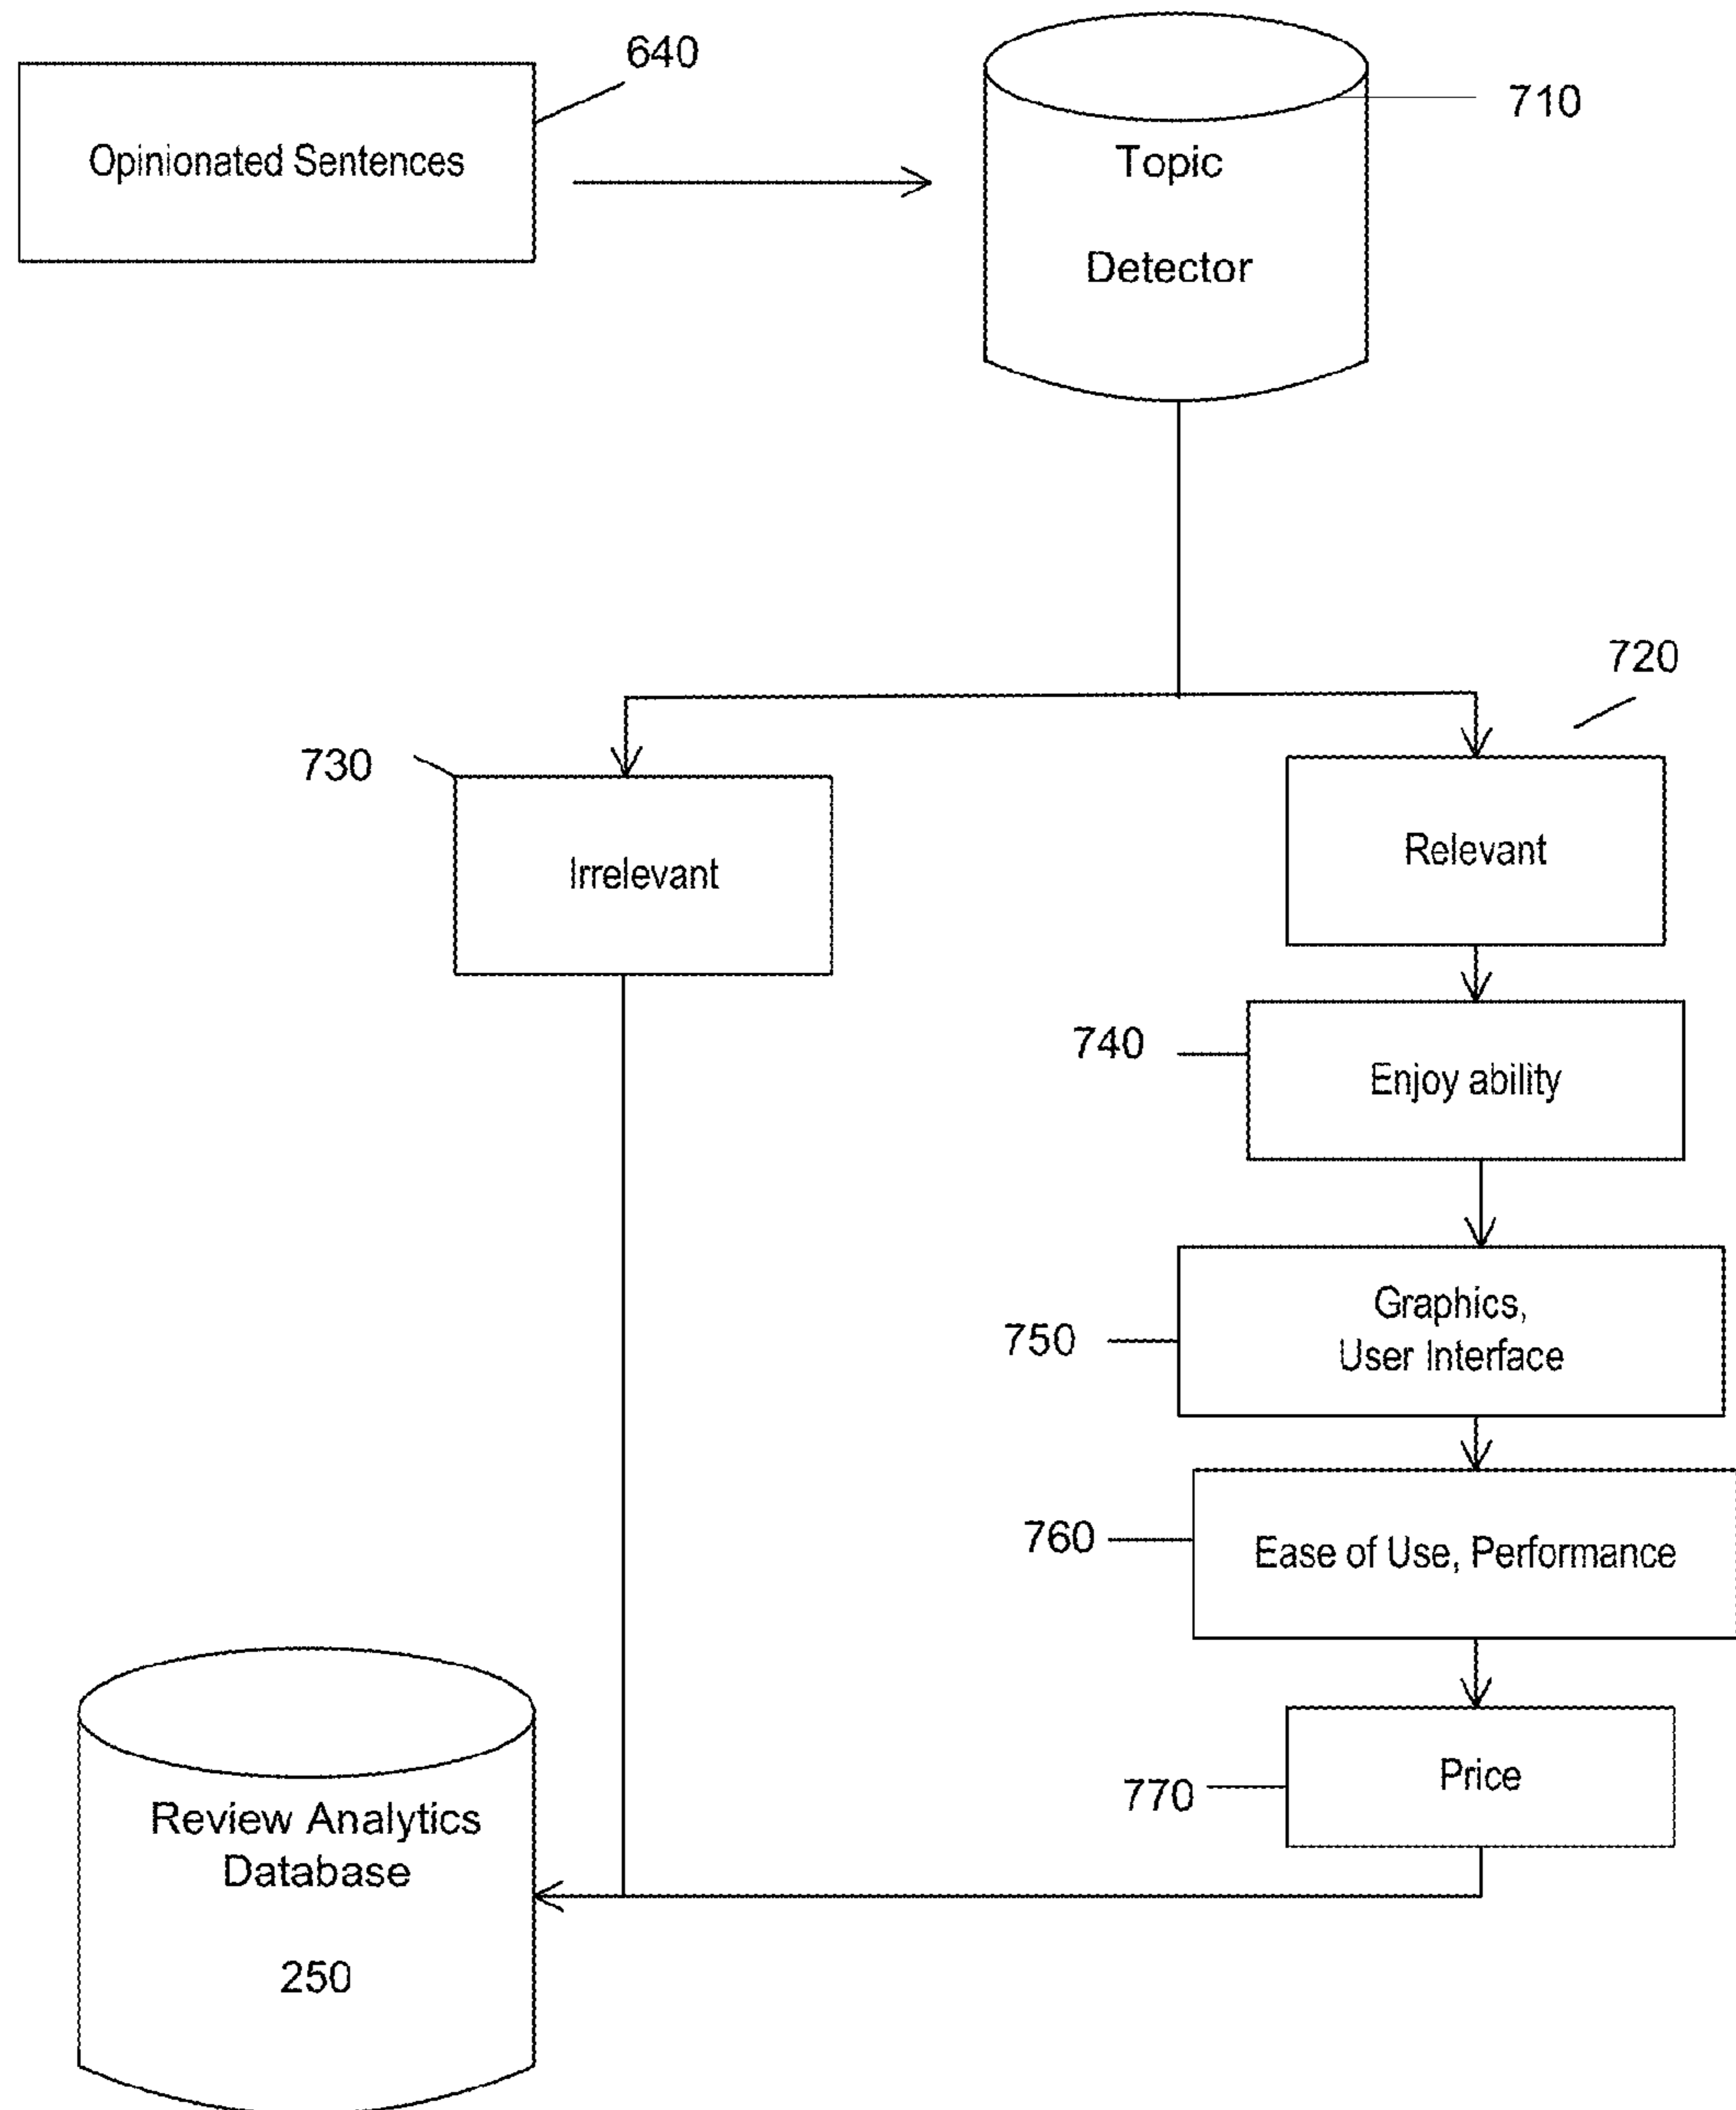 640
Opinionated Sentences
710
Topic
Detector
720
730
Irrelevant
Relevant
740
Enjoy ability
750
Graphics,
User Interface
760
Ease of Use, Performance
770
Price
Review Analytics
Database
250